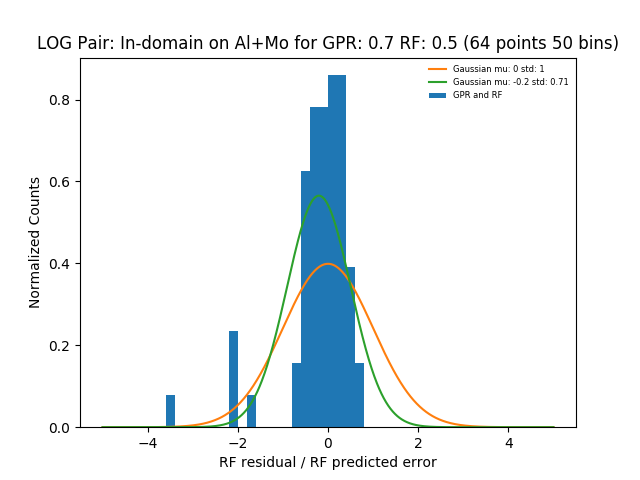 LOG Pair: In-domain on Al+Mo for GPR: 0.7 RF: 0.5 (64 points 50 bins)
Gaussian mu: 0 std: 1
Gaussian mu: -0.2 std: 0.71
GPR and RF
Normalized Counts
0.8
0.6
0.4
0.2
0.0
−4
−2
0
2
4
RF residual / RF predicted error